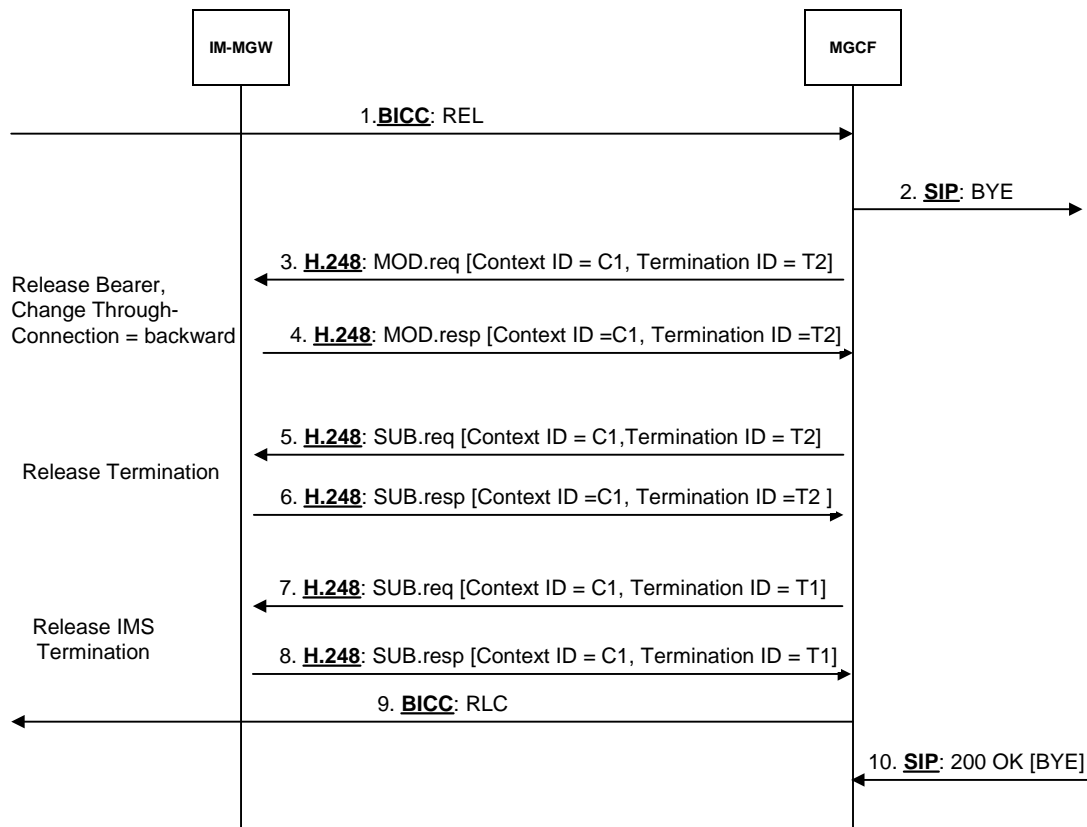 IM-MGW
MGCF
1.BICC: REL
2. SIP: BYE
3. H.248: MOD.req [Context ID = C1, Termination ID = T2]
Release Bearer,
Change Through-
Connection = backward
4. H.248: MOD.resp [Context ID =C1, Termination ID =T2]
5. H.248: SUB.req [Context ID = C1,Termination ID = T2]
Release Termination
6. H.248: SUB.resp [Context ID =C1, Termination ID =T2 ]
7. H.248: SUB.req [Context ID = C1, Termination ID = T1]
Release IMS
Termination
8. H.248: SUB.resp [Context ID = C1, Termination ID = T1]
9. BICC: RLC
10. SIP: 200 OK [BYE]